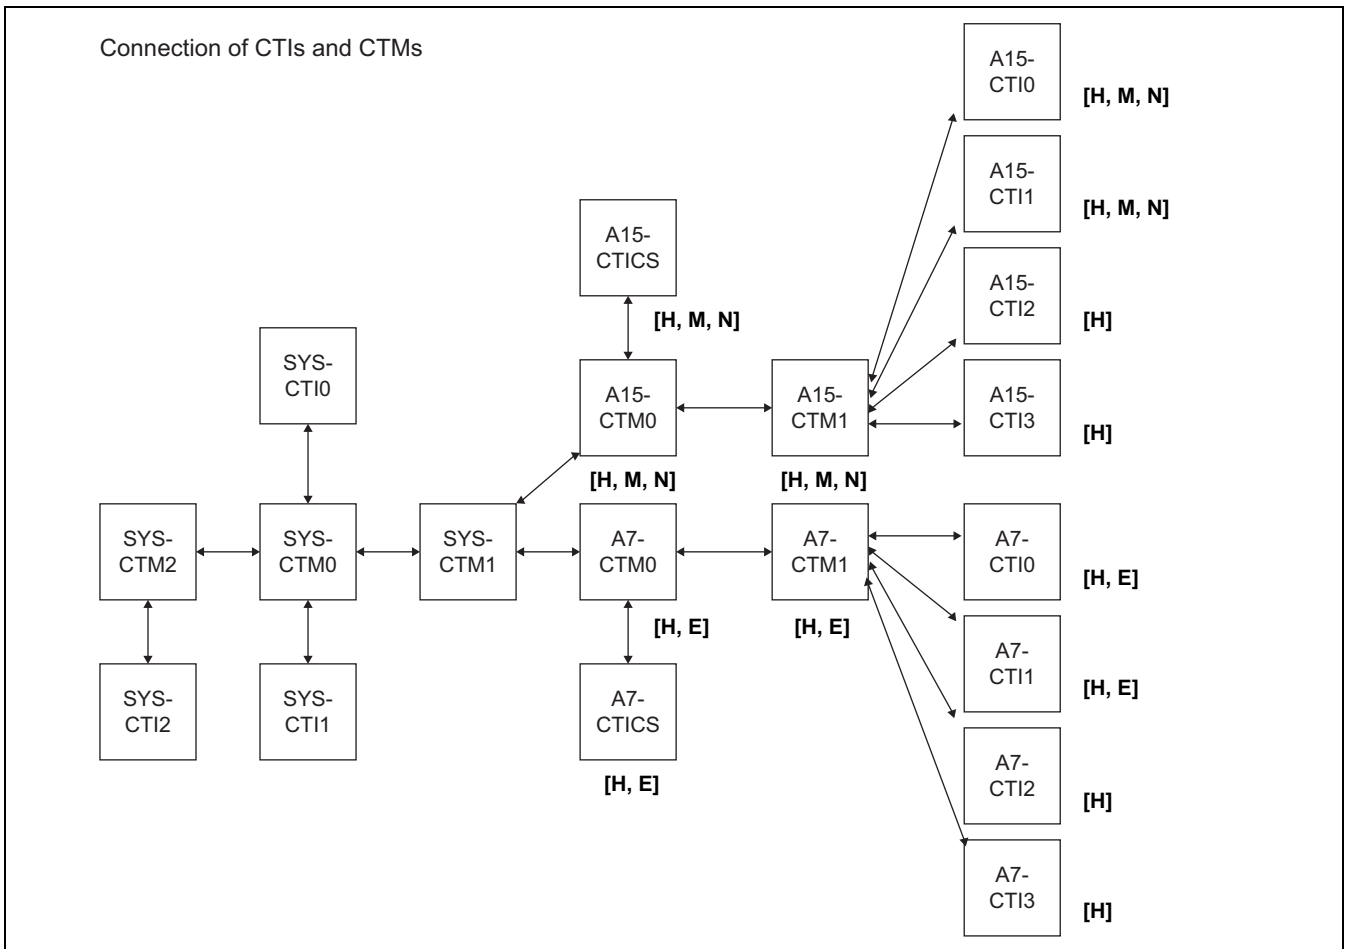 Connection of CTIs and CTMs
A15-
CTI0
[H, M, N]
A15-
CTI1
[H, M, N]
A15-
CTICS
[H, M, N]
A15-
CTI2
[H]
SYS-
CTI0
A15-
CTM0
[H, M, N]
A15-
CTM1
[H, M, N]
A15-
CTI3
[H]
SYS-
CTM2
SYS-
CTM0
SYS-
CTM1
A7-
CTM0
[H, E]
A7-
CTM1
[H, E]
A7-
CTI0
[H, E]
A7-
CTI1
[H, E]
SYS-
CTI2
SYS-
CTI1
A7-
CTICS
[H, E]
A7-
CTI2
[H]
A7-
CTI3
[H]